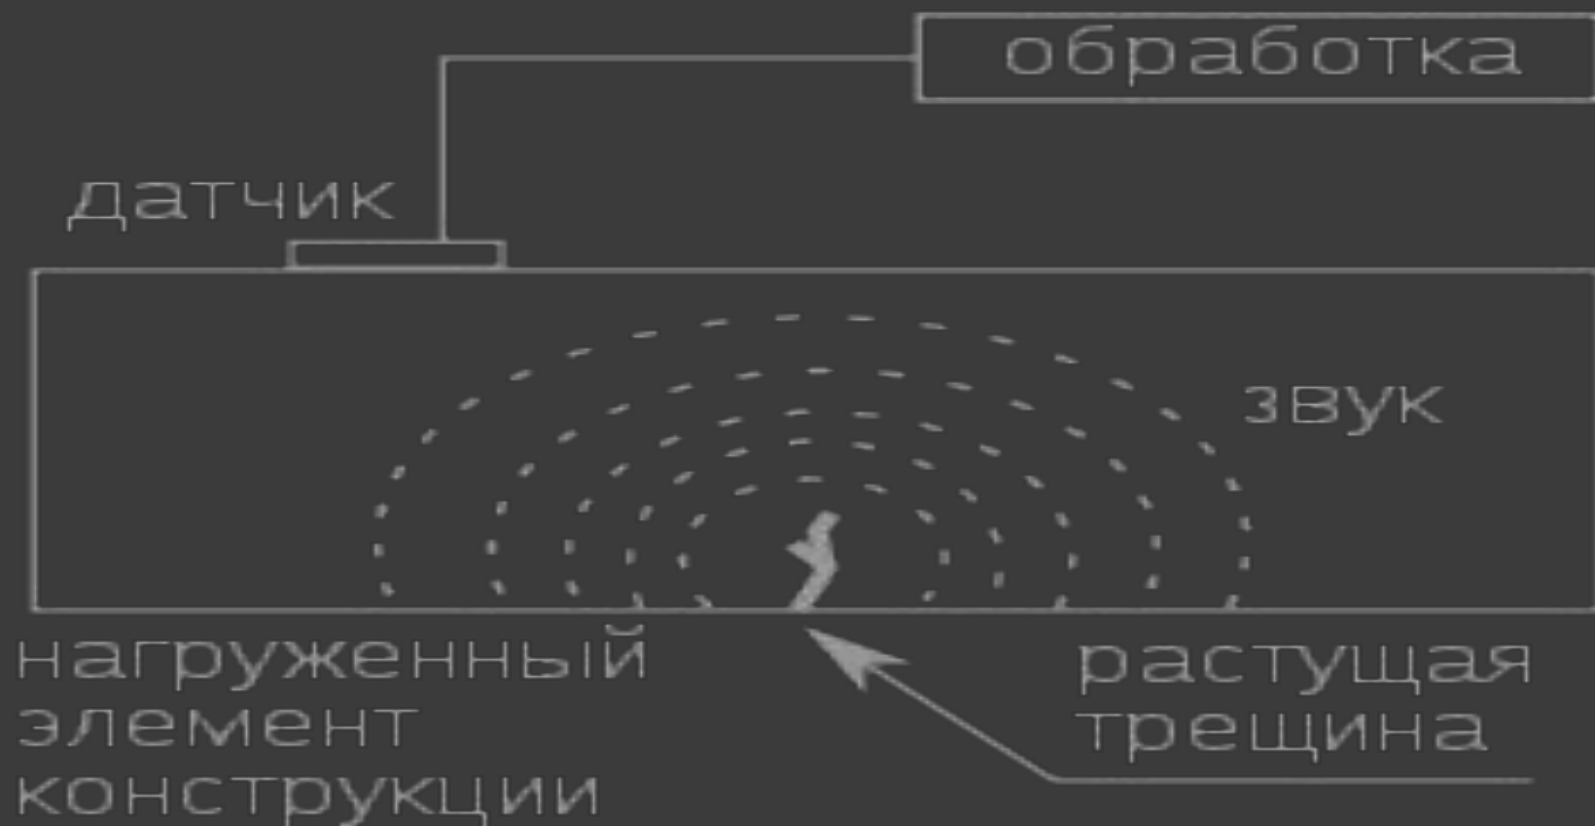 обработка
датчик
звук
нагруженный
элемент
конструкции
растущая
трещина